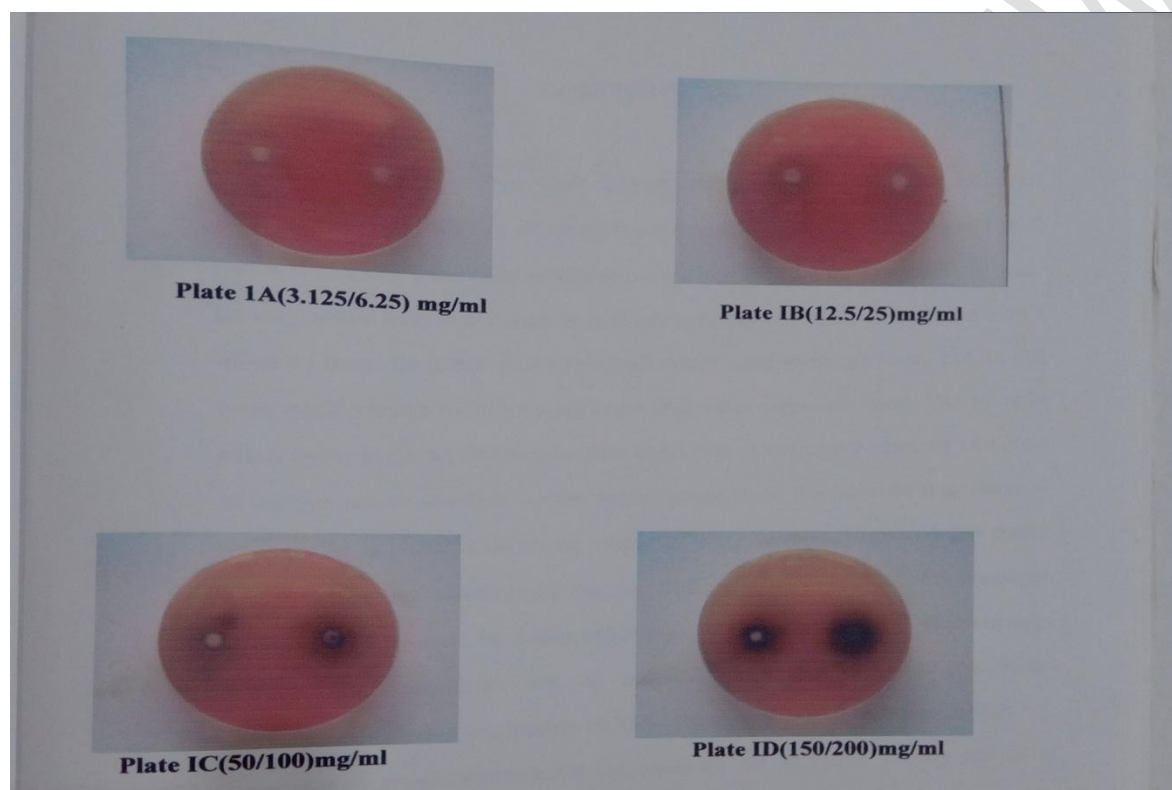 Plate 1A(3.125/6.25) mg/ml
Plate IB(12.5/25)mg/ml
Plate IC(50/100)mg/ml
Plate ID(150/200)mg/ml